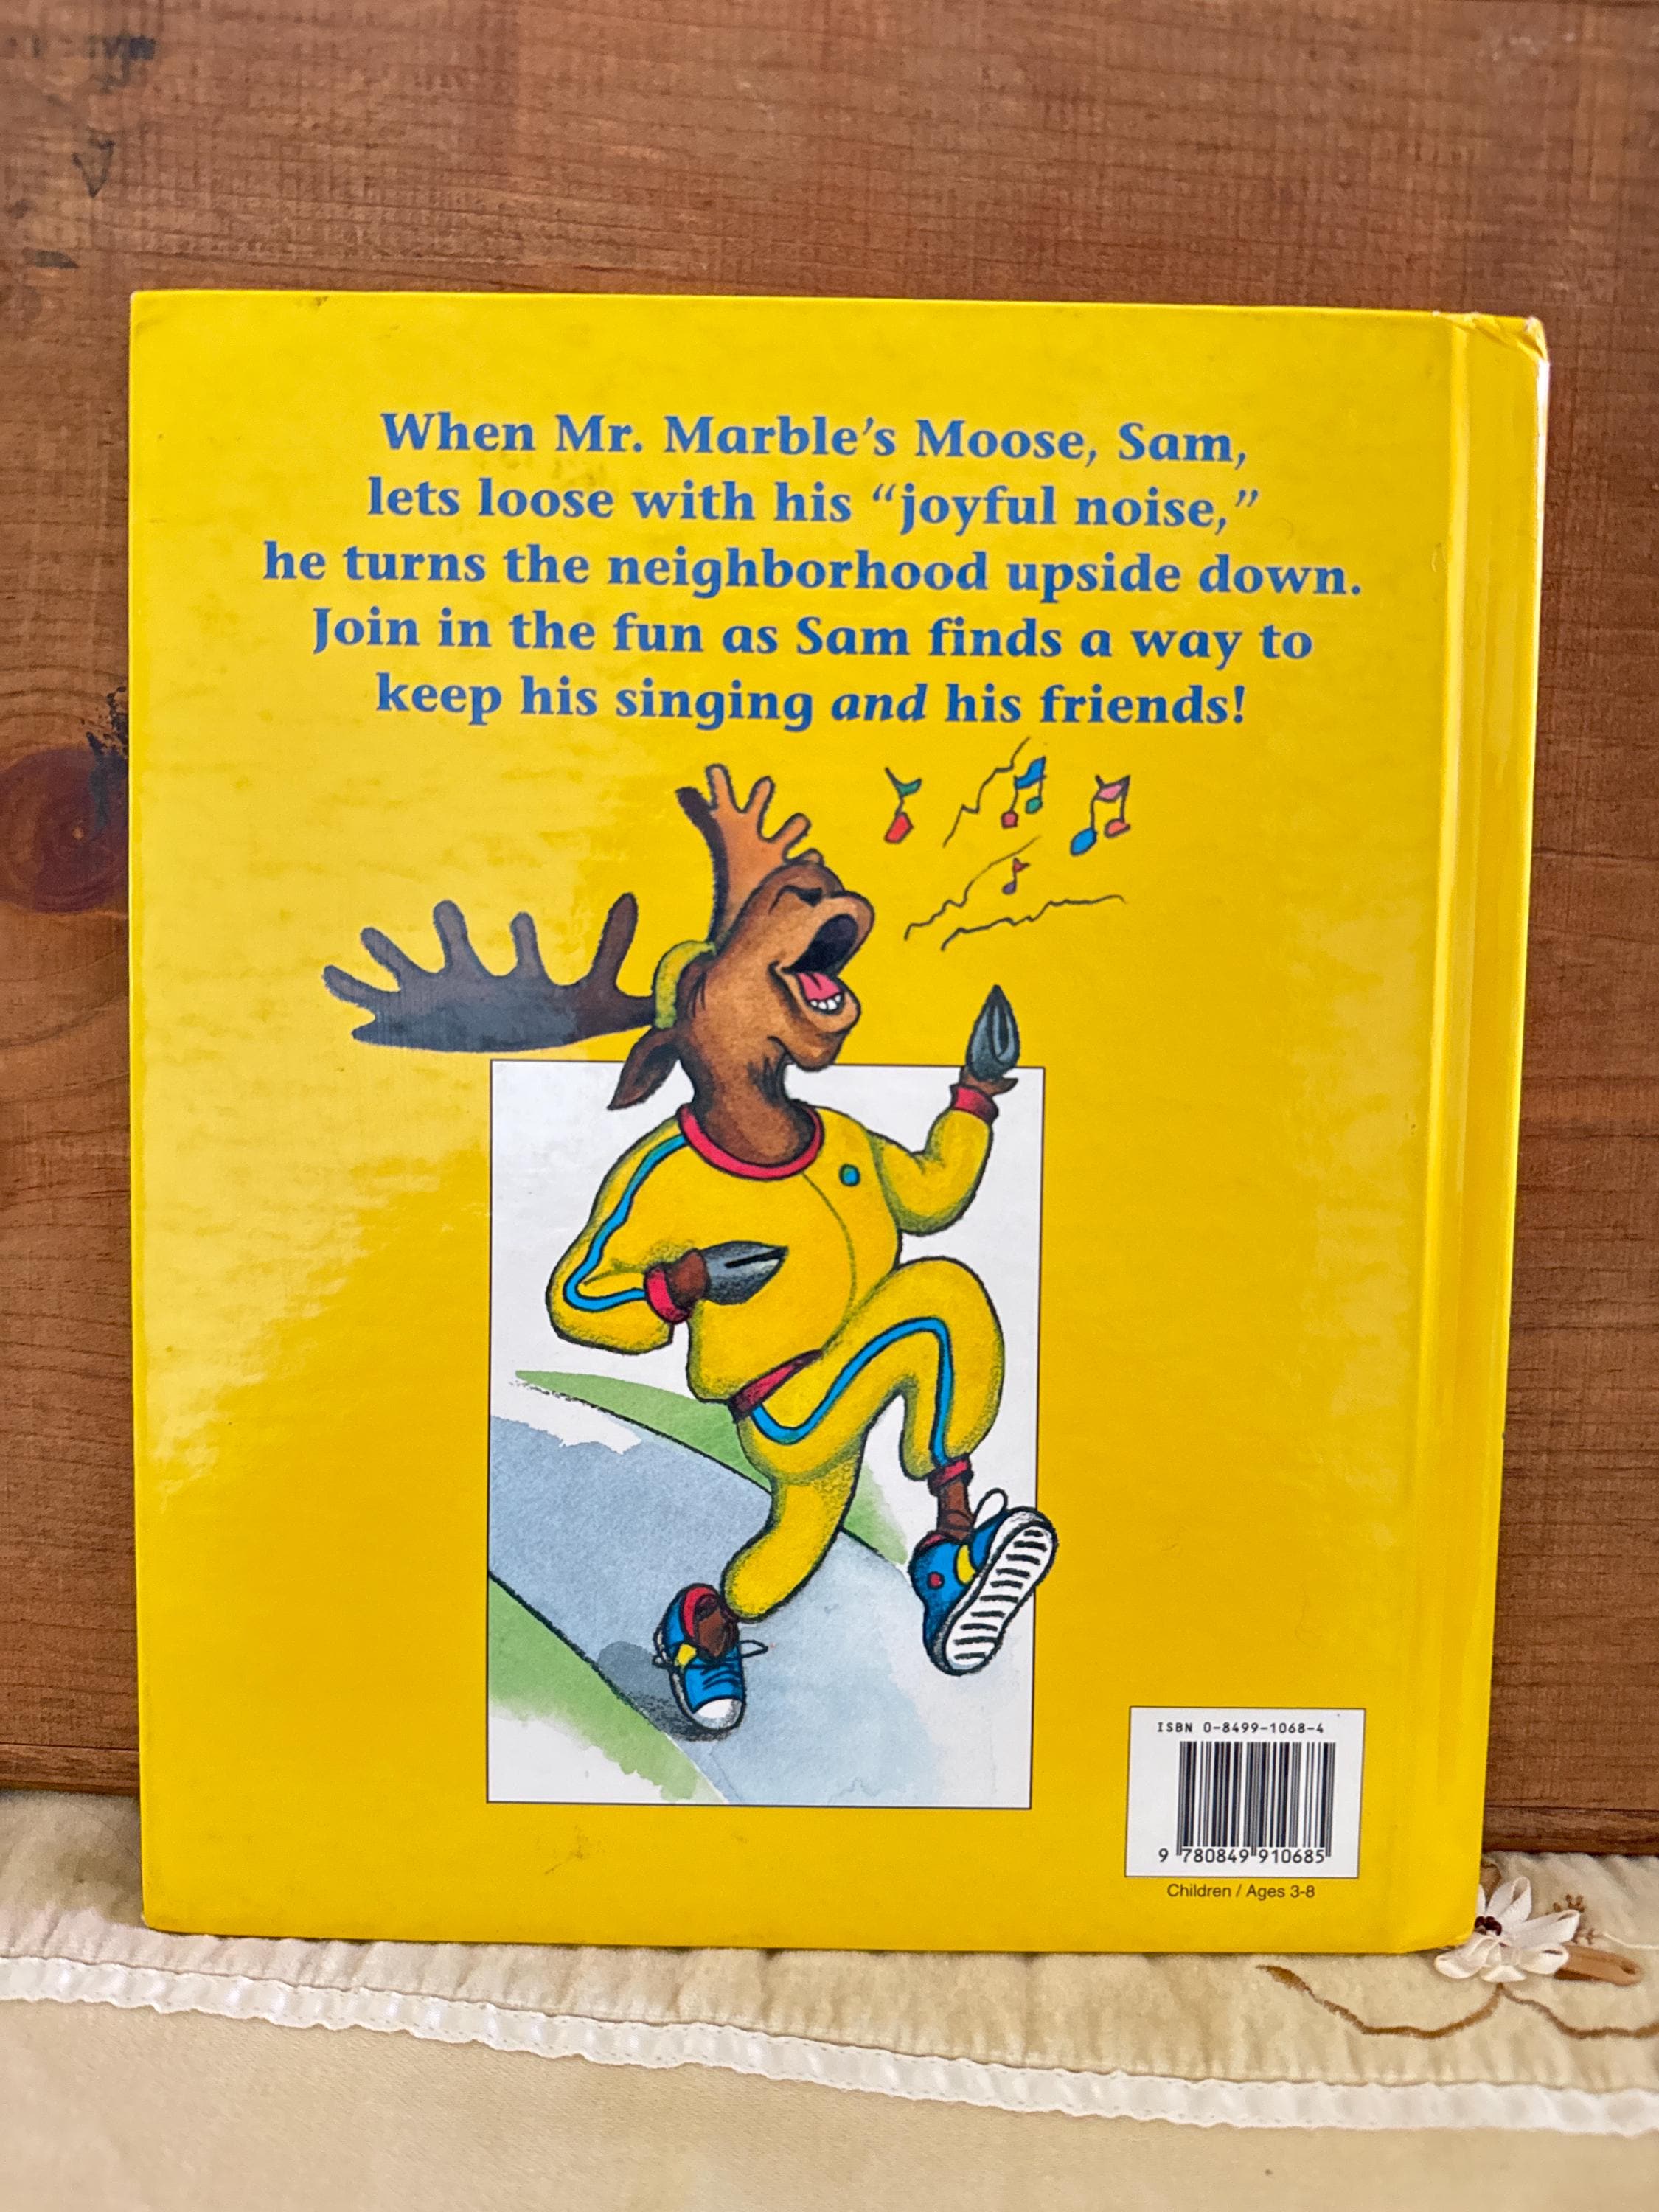 When Mr. Marble's Moose, Sam,
lets loose with his “joyful noise,”
he turns the neighborhood upside down.
Join in the fun as Sam finds a way to
keep his singing and his friends!
ISBN 0-8499-1068-4
9 780849 910685
Children / Ages 3-8